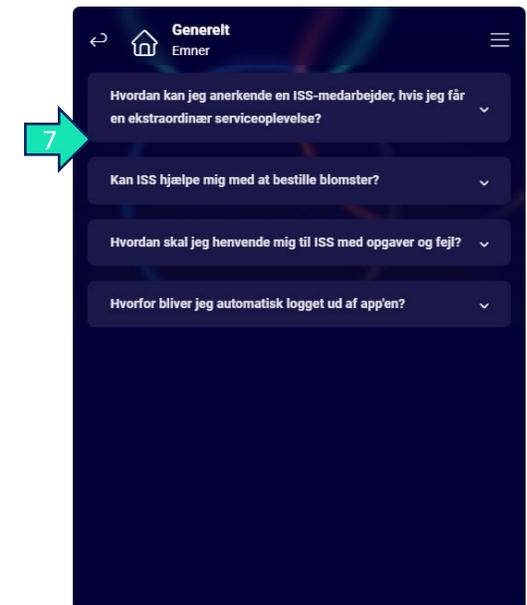 Generelt
Emner
Hvordan kan jeg anerkende en ISS-medarbejder, hvis jeg får
en ekstraordinær serviceoplevelse?
7
Kan ISS hjælpe mig med at bestille blomster?
Hvordan skal jeg henvende mig til ISS med opgaver og fejl?
Hvorfor bliver jeg automatisk logget ud af app'en?